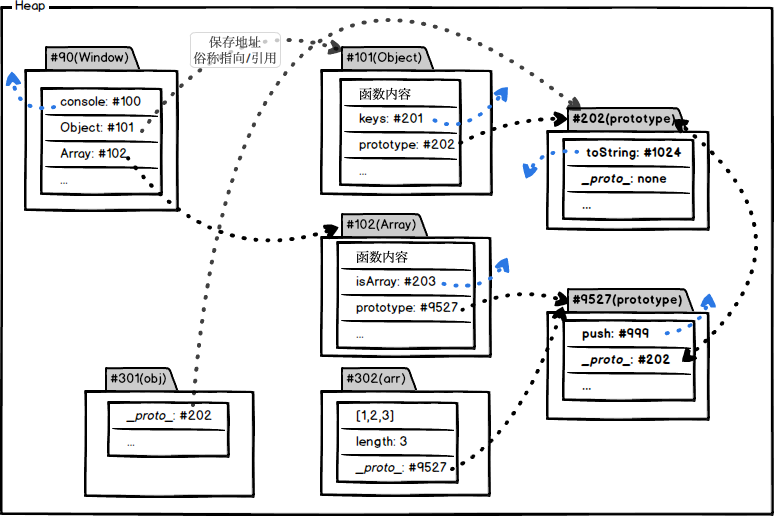 Heap
#90(Window)
console: #100
Object: #101
Array: #102
...
保存地址
俗称指向/引用
#101(Object)
函数内容
keys: #201
prototype: #202
...
#202(prototype)
toString: #1024
_proto_: none
...
#102(Array)
函数内容
isArray: #203
prototype: #9527
...
#9527(prototype)
push: #999
_proto_: #202
...
#301(obj)
_proto_: #202
...
#302(arr)
[1,2,3]
length: 3
_proto_: #9527